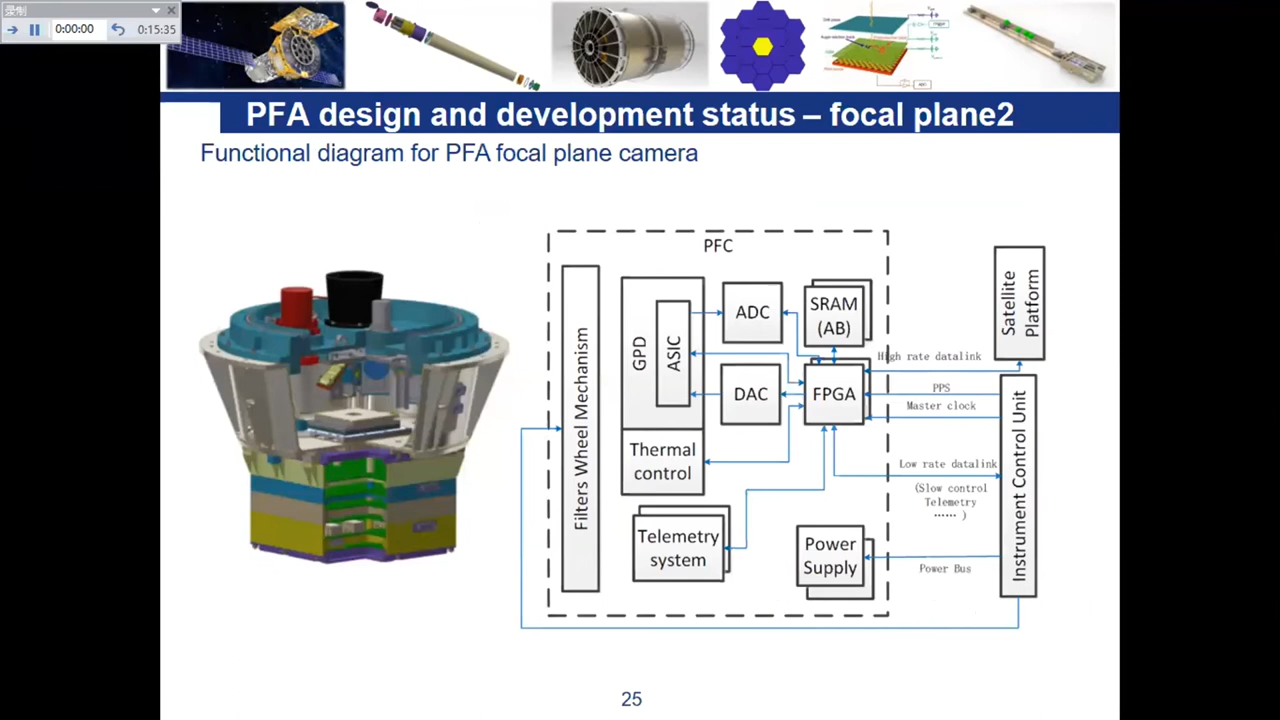 录制
0:00:00
0:15:35
PFA design and development status – focal plane2
Functional diagram for PFA focal plane camera
PFC
Filters Wheel Mechanism
GPD
ASIC
ADC
SRAM
(AB)
DAC
FPGA
Thermal
control
Telemetry
system
Power
Supply
Satellite
Platform
High rate datalink
PPS
Master clock
Low rate datalink
(Slow control
Telemetry
...... )
Power Bus
Instrument Control Unit
25